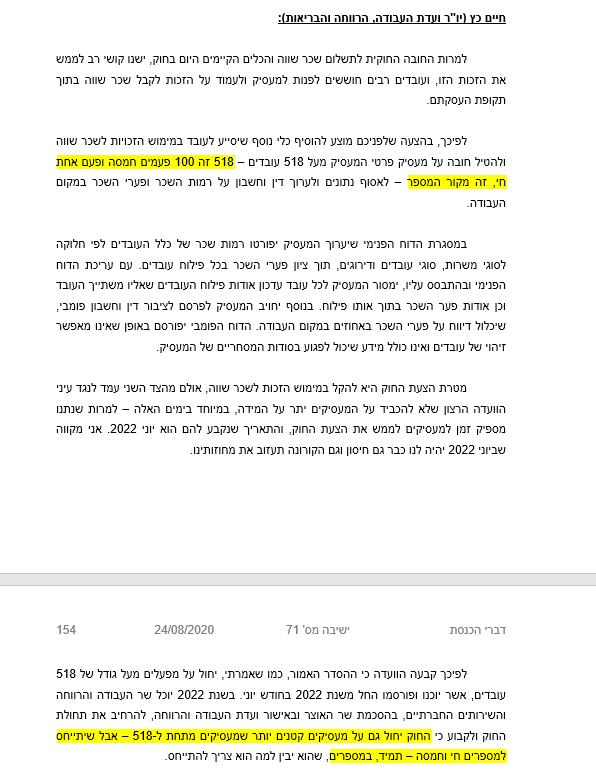 חיים כץ (יו"ר ועדת העבודה, הרווחה והבריאות):
למרות החובה החוקית לתשלום שכר שווה והכלים הקיימים היום בחוק, ישנו קושי רב לממש
את הזכות הזו, ועובדים רבים חוששים לפנות למעסיק ולעמוד על הזכות לקבל שכר שווה בתוך
תקופת העסקתם.
לפיכך, בהצעה שלפניכם מוצע להוסיף כלי נוסף שיסייע לעובד במימוש הזכויות לשכר שווה
ולהטיל חובה על מעסיק פרטי המעסיק מעל 518 עובדים – 518 זה 100 פעמים חמסה ופעם אחת
חי, זה מקור המספר – לאסוף נתונים ולערוך דין וחשבון על רמות השכר ופערי השכר במקום
העבודה.
במסגרת הדוח הפנימי שיערוך המעסיק יפורטו רמות שכר של כלל העובדים לפי חלוקה
לסוגי משרות, סוגי עובדים ודירוגים, תוך ציון פערי השכר בכל פילוח עובדים. עם עריכת הדוח
הפנימי ובהתבסס עליו, ימסור המעסיק לכל עובד עדכון אודות פילוח העובדים שאליו משתייך העובד
וכן אודות פער השכר בתוך אותו פילוח. בנוסף יחויב המעסיק לפרסם לציבור דין וחשבון פומבי,
שיכלול דיווח על פערי השכר באחוזים במקום העבודה. הדוח הפומבי יפורסם באופן שאינו מאפשר
זיהוי של עובדים ואינו כולל מידע שיכול לפגוע בסודות המסחריים של המעסיק.
מטרת הצעת החוק היא להקל במימוש הזכות לשכר שווה, אולם מהצד השני עמד לנגד עיני
הוועדה הרצון שלא להכביד על המעסיקים יתר על המידה, במיוחד בימים האלה – למרות שנתנו
מספיק זמן למעסיקים לממש את הצעת החוק, והתאריך שנקבע להם הוא יוני 2022. אני מקווה
שביוני 2022 יהיה לנו כבר גם חיסון וגם הקורונה תעזוב את מחוזותינו.
דברי הכנסת ישיבה מס' 71 24/08/2020 154
לפיכך קבעה הוועדה כי ההסדר האמור, כמו שאמרתי, יחול על מפעלים מעל גודל של 518
עובדים, אשר יוכנו ופורסמו החל משנת 2022 בחודש יוני. בשנת 2022 יוכל שר העבודה והרווחה
והשירותים החברתיים, בהסכמת שר האוצר ובאישור ועדת העבודה והרווחה, להרחיב את תחולת
החוק ולקבוע כי החוק יחול גם על מעסיקים קטנים יותר שמעסיקים מתחת ל-518 – אבל שיתייחס
למספרים חי וחמסה – תמיד, במספרים, שהוא יבין למה הוא צריך להתייחס.